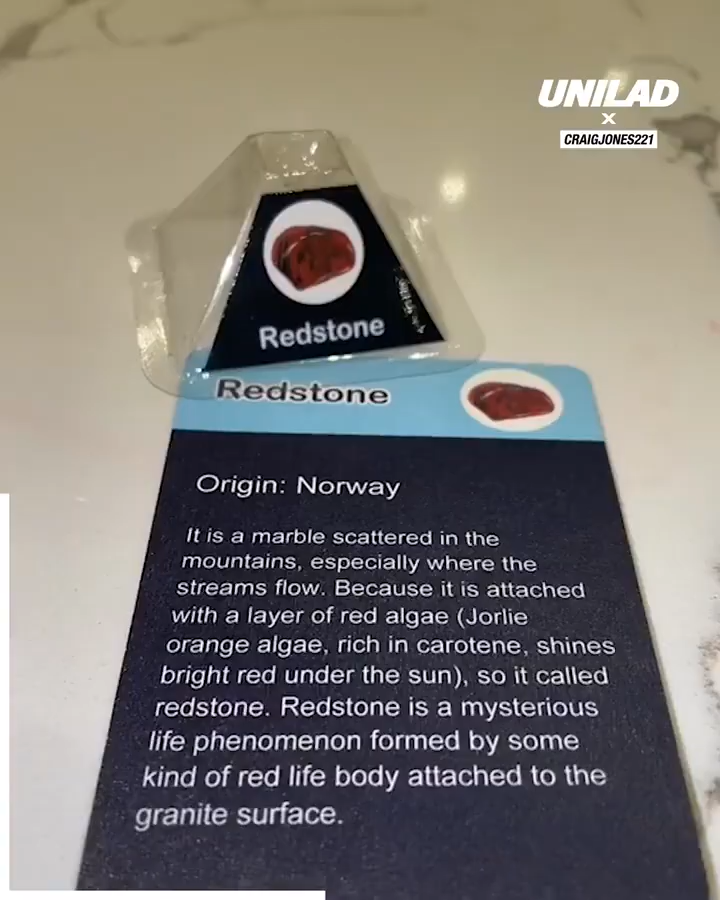 UNILAD
X
CRAIGJONES221
Redstone
Redstone
Origin: Norway
It is a marble scattered in the
mountains, especially where the
streams flow. Because it is attached
with a layer of red algae (Jorlie
orange algae, rich in carotene, shines
bright red under the sun), so it called
redstone. Redstone is a mysterious
life phenomenon formed by some
kind of red life body attached to the
granite surface.